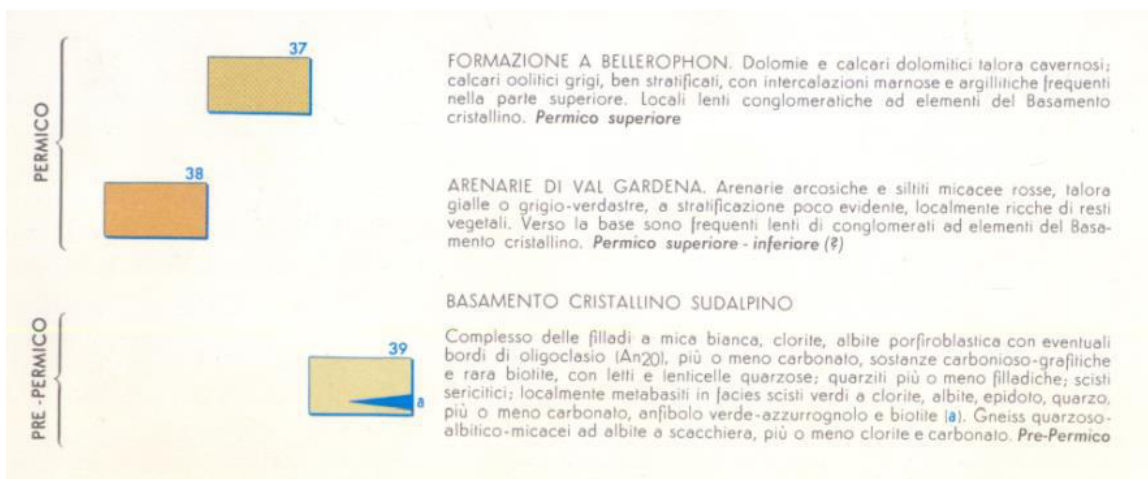 PERMICO
37
FORMAZIONE A BELLEROPHON. Dolomie e calcari dolomitici talora cavernosi;
calcari oolitici grigi, ben stratificati, con intercalazioni marnose e argillitiche frequenti
nella parte superiore. Locali lenti conglomeratiche ad elementi del Basamento
cristallino. Permico superiore
38
ARENARIE DI VAL GARDENA. Arenarie arcosiche e siltiti micacee rosse, talora
gialle o grigio-verdastre, a stratificazione poco evidente, localmente ricche di resti
vegetali. Verso la base sono frequenti lenti di conglomerati ad elementi del Basa-
mento cristallino. Permico superiore - inferiore (?)
PRE-PERMICO
BASAMENTO CRISTALLINO SUDALPINO
39
a
Complesso delle filladi a mica bianca, clorite, albite porfiroblastica con eventuali
bordi di oligoclasio (An20), più o meno carbonato, sostanze carbonioso-grafitiche
e rara biotite, con letti e lenticelle quarzose; quarziti più o meno filladiche; scisti
sericitici; localmente metabasiti in facies scisti verdi a clorite, albite, epidoto, quarzo,
più o meno carbonato, anfibolo verde-azzurrognolo e biotite (a). Gneiss quarzoso-
albitico-micacei ad albite a scacchiera, più o meno clorite e carbonato. Pre-Permico